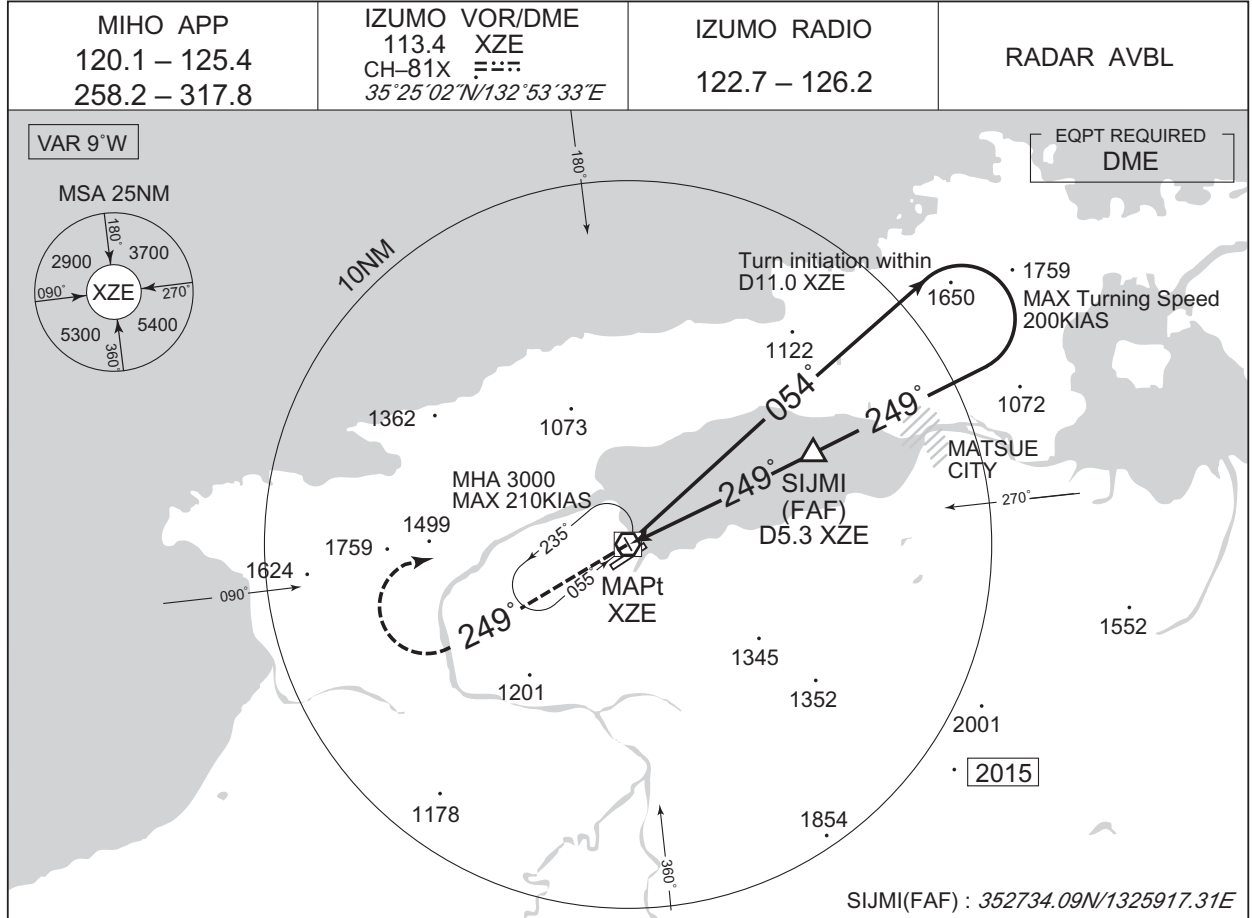 MIHO APP
120.1 – 125.4
258.2 – 317.8
IZUMO VOR/DME
113.4 XZE
CH–81X
35˚25´02˝N/132˚53´33˝E
IZUMO RADIO
122.7 – 126.2
RADAR AVBL
VAR 9˚W
EQPT REQUIRED
DME
MSA 25NM
180˚
2900
3700
090˚
XZE
270˚
5300
5400
360˚
180˚
10NM
Turn initiation within
D11.0 XZE
1650
1759
MAX Turning Speed
200KIAS
1122
054˚
1072
249˚
1362
1073
MATSUE
CITY
249˚
SIJMI
(FAF)
D5.3 XZE
MHA 3000
MAX 210KIAS
270˚
1499
235˚
1759
1624
055˚
090˚
MAPt
XZE
249˚
1552
1345
1352
1201
2001
2015
1178
1854
360˚
SIJMI(FAF) : 352734.09N/1325917.31E